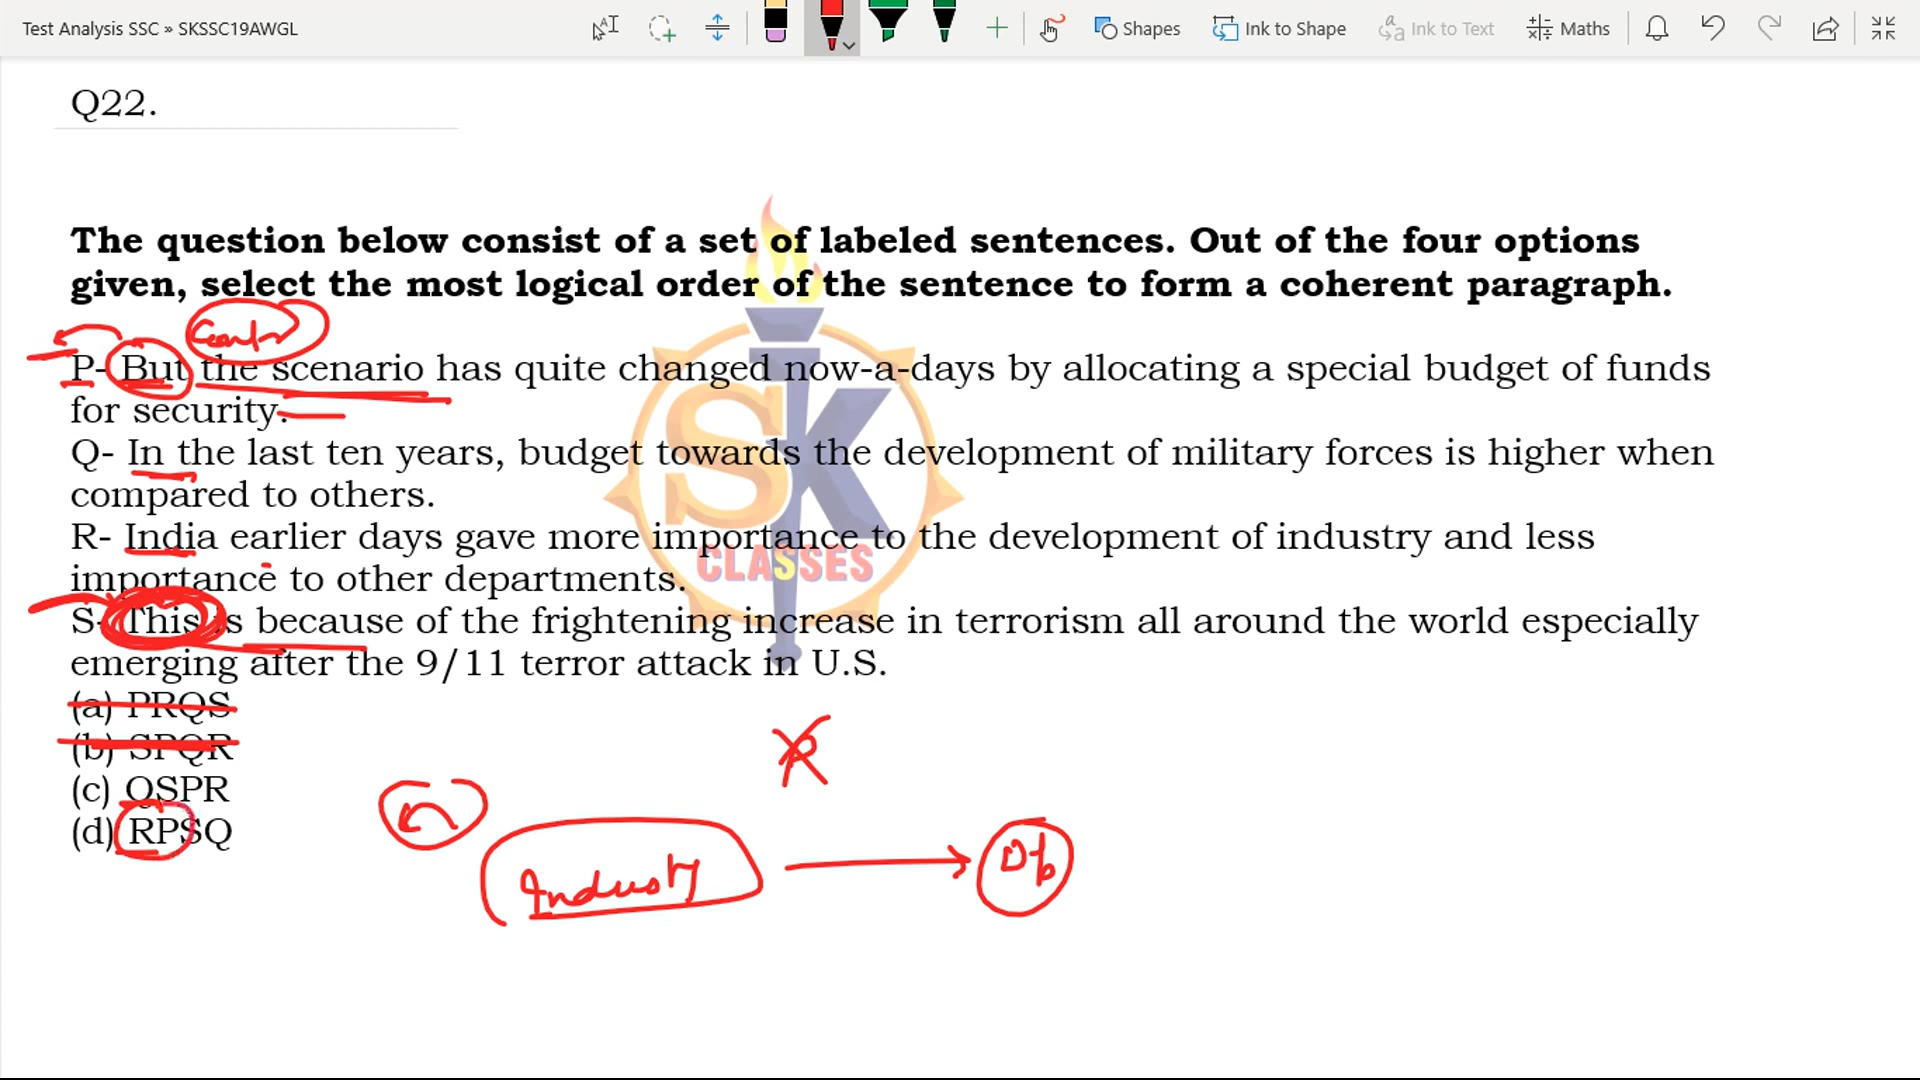 Test Analysis SSC » SKSSC19AWGL
Shapes
Ink to Shape
Ink to Text
Maths
Q22.
The question below consist of a set of labeled sentences. Out of the four options
given, select the most logical order of the sentence to form a coherent paragraph.
P- But the scenario has quite changed now-a-days by allocating a special budget of funds
for security.
Q- In the last ten years, budget towards the development of military forces is higher when
compared to others.
R- India earlier days gave more importance to the development of industry and less
importance to other departments.
S- This is because of the frightening increase in terrorism all around the world especially
emerging after the 9/11 terror attack in U.S.
(a) PRQS
(b) SPQR
(c) QSPR
(d) RPSQ
R
Industry
SK
CLASSES